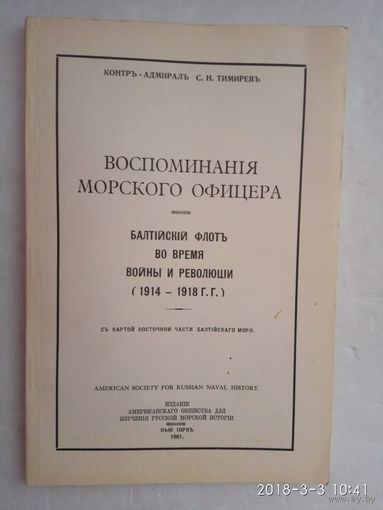 КОНТРЪ - АДМИРАЛЪ С. Н. ТИМИРЕВЪ
ВОСПОМИНАНІЯ
МОРСКОГО ОФИЦЕРА
БАЛТІЙСКІЙ ФЛОТЪ
ВО ВРЕМЯ
ВОЙНЫ И РЕВОЛЮЦІИ
( 1914 – 1918 Г. Г. )
СЪ КАРТОЙ ВОСТОЧНОЙ ЧАСТИ БАЛТІЙСКАГО МОРЯ.
AMERICAN SOCIETY FOR RUSSIAN NAVAL HISTORY.
ИЗДАНІЕ
АМЕРИКАНСКАГО ОБЩЕСТВА ДЛЯ
ИЗУЧЕНІЯ РУССКОЙ МОРСКОЙ ИСТОРІИ
НЬЮ ІОРКЪ
1961.
2018-3-3 10:41
ay.by